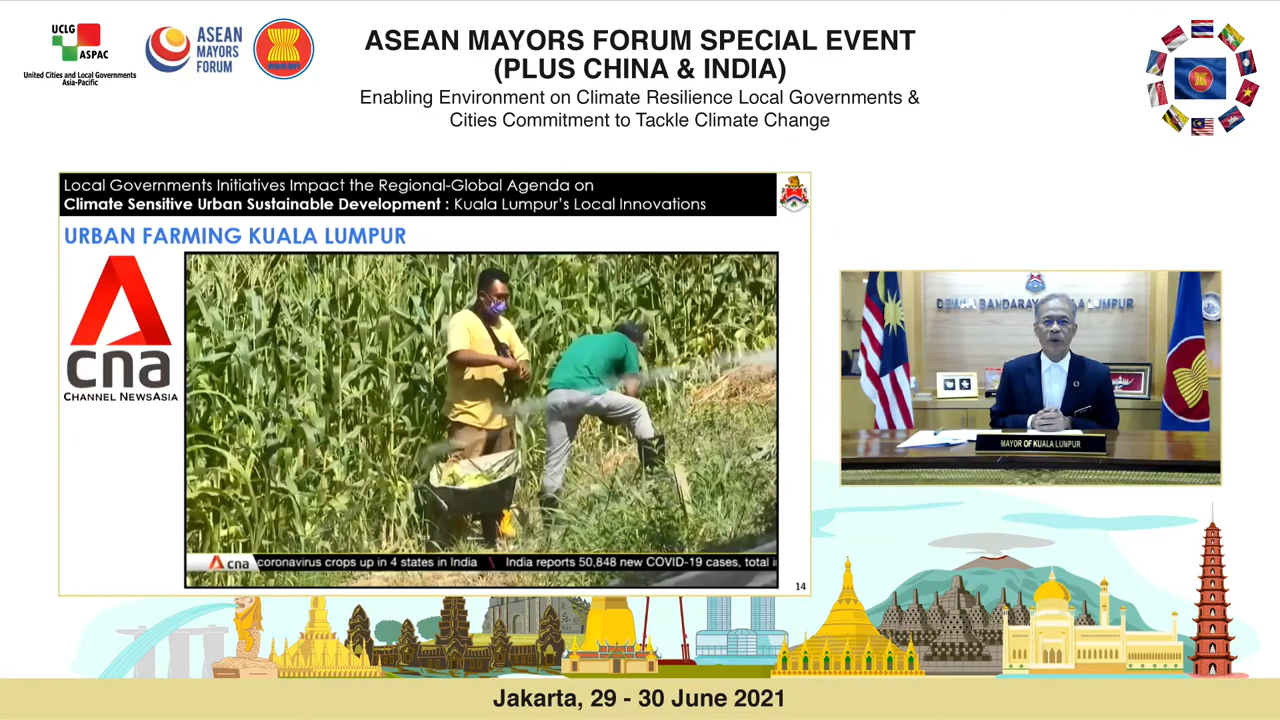 UCLG
ASPAC
United Cities and Local Governments
Asia-Pacific
ASEAN
MAYORS
FORUM
asean
ASEAN MAYORS FORUM SPECIAL EVENT
(PLUS CHINA & INDIA)
Enabling Environment on Climate Resilience Local Governments &
Cities Commitment to Tackle Climate Change
Local Governments Initiatives Impact the Regional-Global Agenda on
Climate Sensitive Urban Sustainable Development : Kuala Lumpur's Local Innovations
URBAN FARMING KUALA LUMPUR
cna
CHANNEL NEWSASIA
cna
coronavirus crops up in 4 states in India
India reports 50,848 new COVID-19 cases, total
14
MAYOR OF KUALA LUMPUR
Jakarta, 29 - 30 June 2021